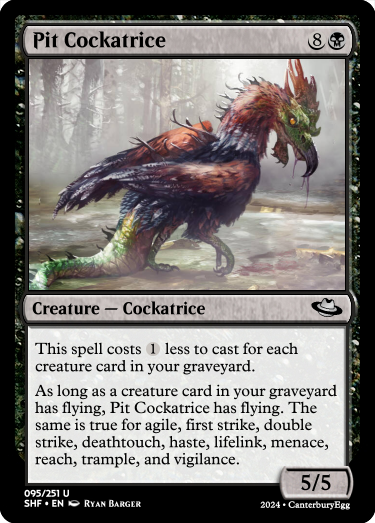 Pit Cockatrice 8
Creature — Cockatrice
This spell costs 1 less to cast for each
creature card in your graveyard.
As long as a creature card in your graveyard
has flying, Pit Cockatrice has flying. The
same is true for agile, first strike, double
strike, deathtouch, haste, lifelink, menace,
reach, trample, and vigilance.
5/5
095/251 U
SHF • EN Ryan Barger
2024 • CanterburyEgg